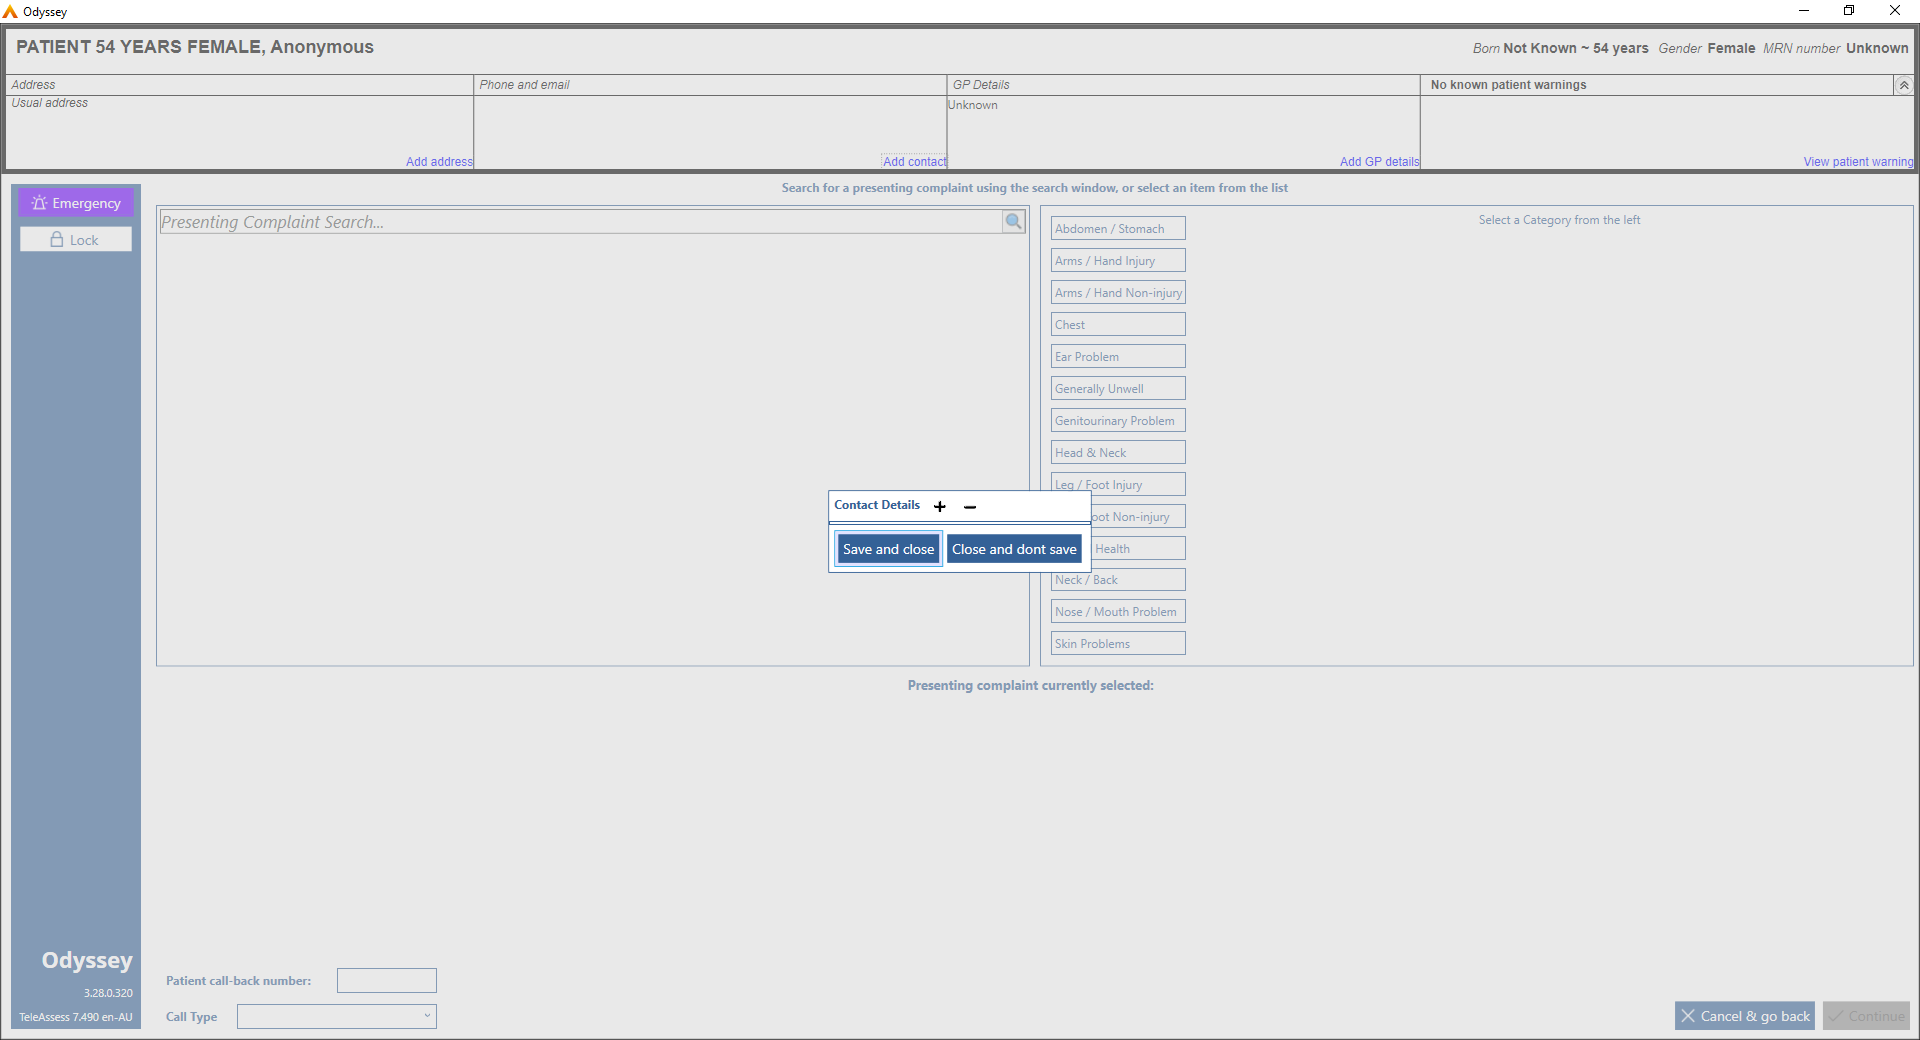 Odyssey
PATIENT 54 YEARS FEMALE, Anonymous
Born Not Known ~ 54 years Gender Female MRN number Unknown
Address
Usual address
Add address
Phone and email
Add contact
GP Details
Unknown
Add GP details
No known patient warnings
View patient warning
Emergency
Lock
Search for a presenting complaint using the search window, or select an item from the list
Presenting Complaint Search...
Abdomen / Stomach
Arms / Hand Injury
Arms / Hand Non-injury
Chest
Ear Problem
Generally Unwell
Genitourinary Problem
Head & Neck
Leg / Foot Injury
oot Non-injury
Health
Neck / Back
Nose / Mouth Problem
Skin Problems
Select a Category from the left
Contact Details
Save and close
Close and dont save
Presenting complaint currently selected:
Odyssey
3.28.0.320
TeleAssess 7.490 en-AU
Patient call-back number:
Call Type
Cancel & go back
Continue